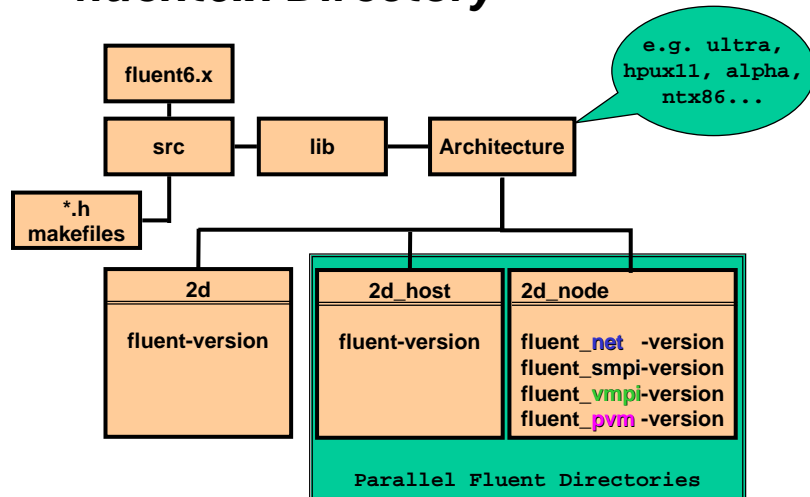 Directory
e.g. ultra,
hpux11, alpha,
ntx86...
fluent6.x
src
lib
Architecture
*.h
makefiles
2d
fluent-version
2d_host
fluent-version
2d_node
fluent_net -version
fluent_smpi-version
fluent_vmpi-version
fluent_pvm -version
Parallel Fluent Directories